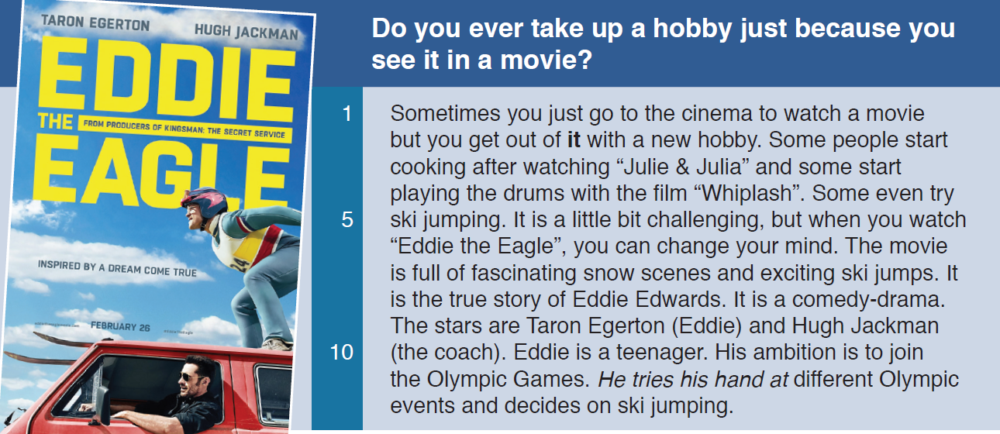 TARON EGERTON HUGH JACKMAN
EDDIE
THE FROM PRODUCERS OF KINGSMAN: THE SECRET SERVICE
EAGLE
24
INSPIRED BY A DREAM COME TRUE
FEBRUARY 26
Do you ever take up a hobby just because you
see it in a movie?
1 Sometimes you just go to the cinema to watch a movie
but you get out of it with a new hobby. Some people start
cooking after watching “Julie & Julia” and some start
playing the drums with the film “Whiplash”. Some even try
5 ski jumping. It is a little bit challenging, but when you watch
“Eddie the Eagle”, you can change your mind. The movie
is full of fascinating snow scenes and exciting ski jumps. It
is the true story of Eddie Edwards. It is a comedy-drama.
The stars are Taron Egerton (Eddie) and Hugh Jackman
10 (the coach). Eddie is a teenager. His ambition is to join
the Olympic Games. He tries his hand at different Olympic
events and decides on ski jumping.